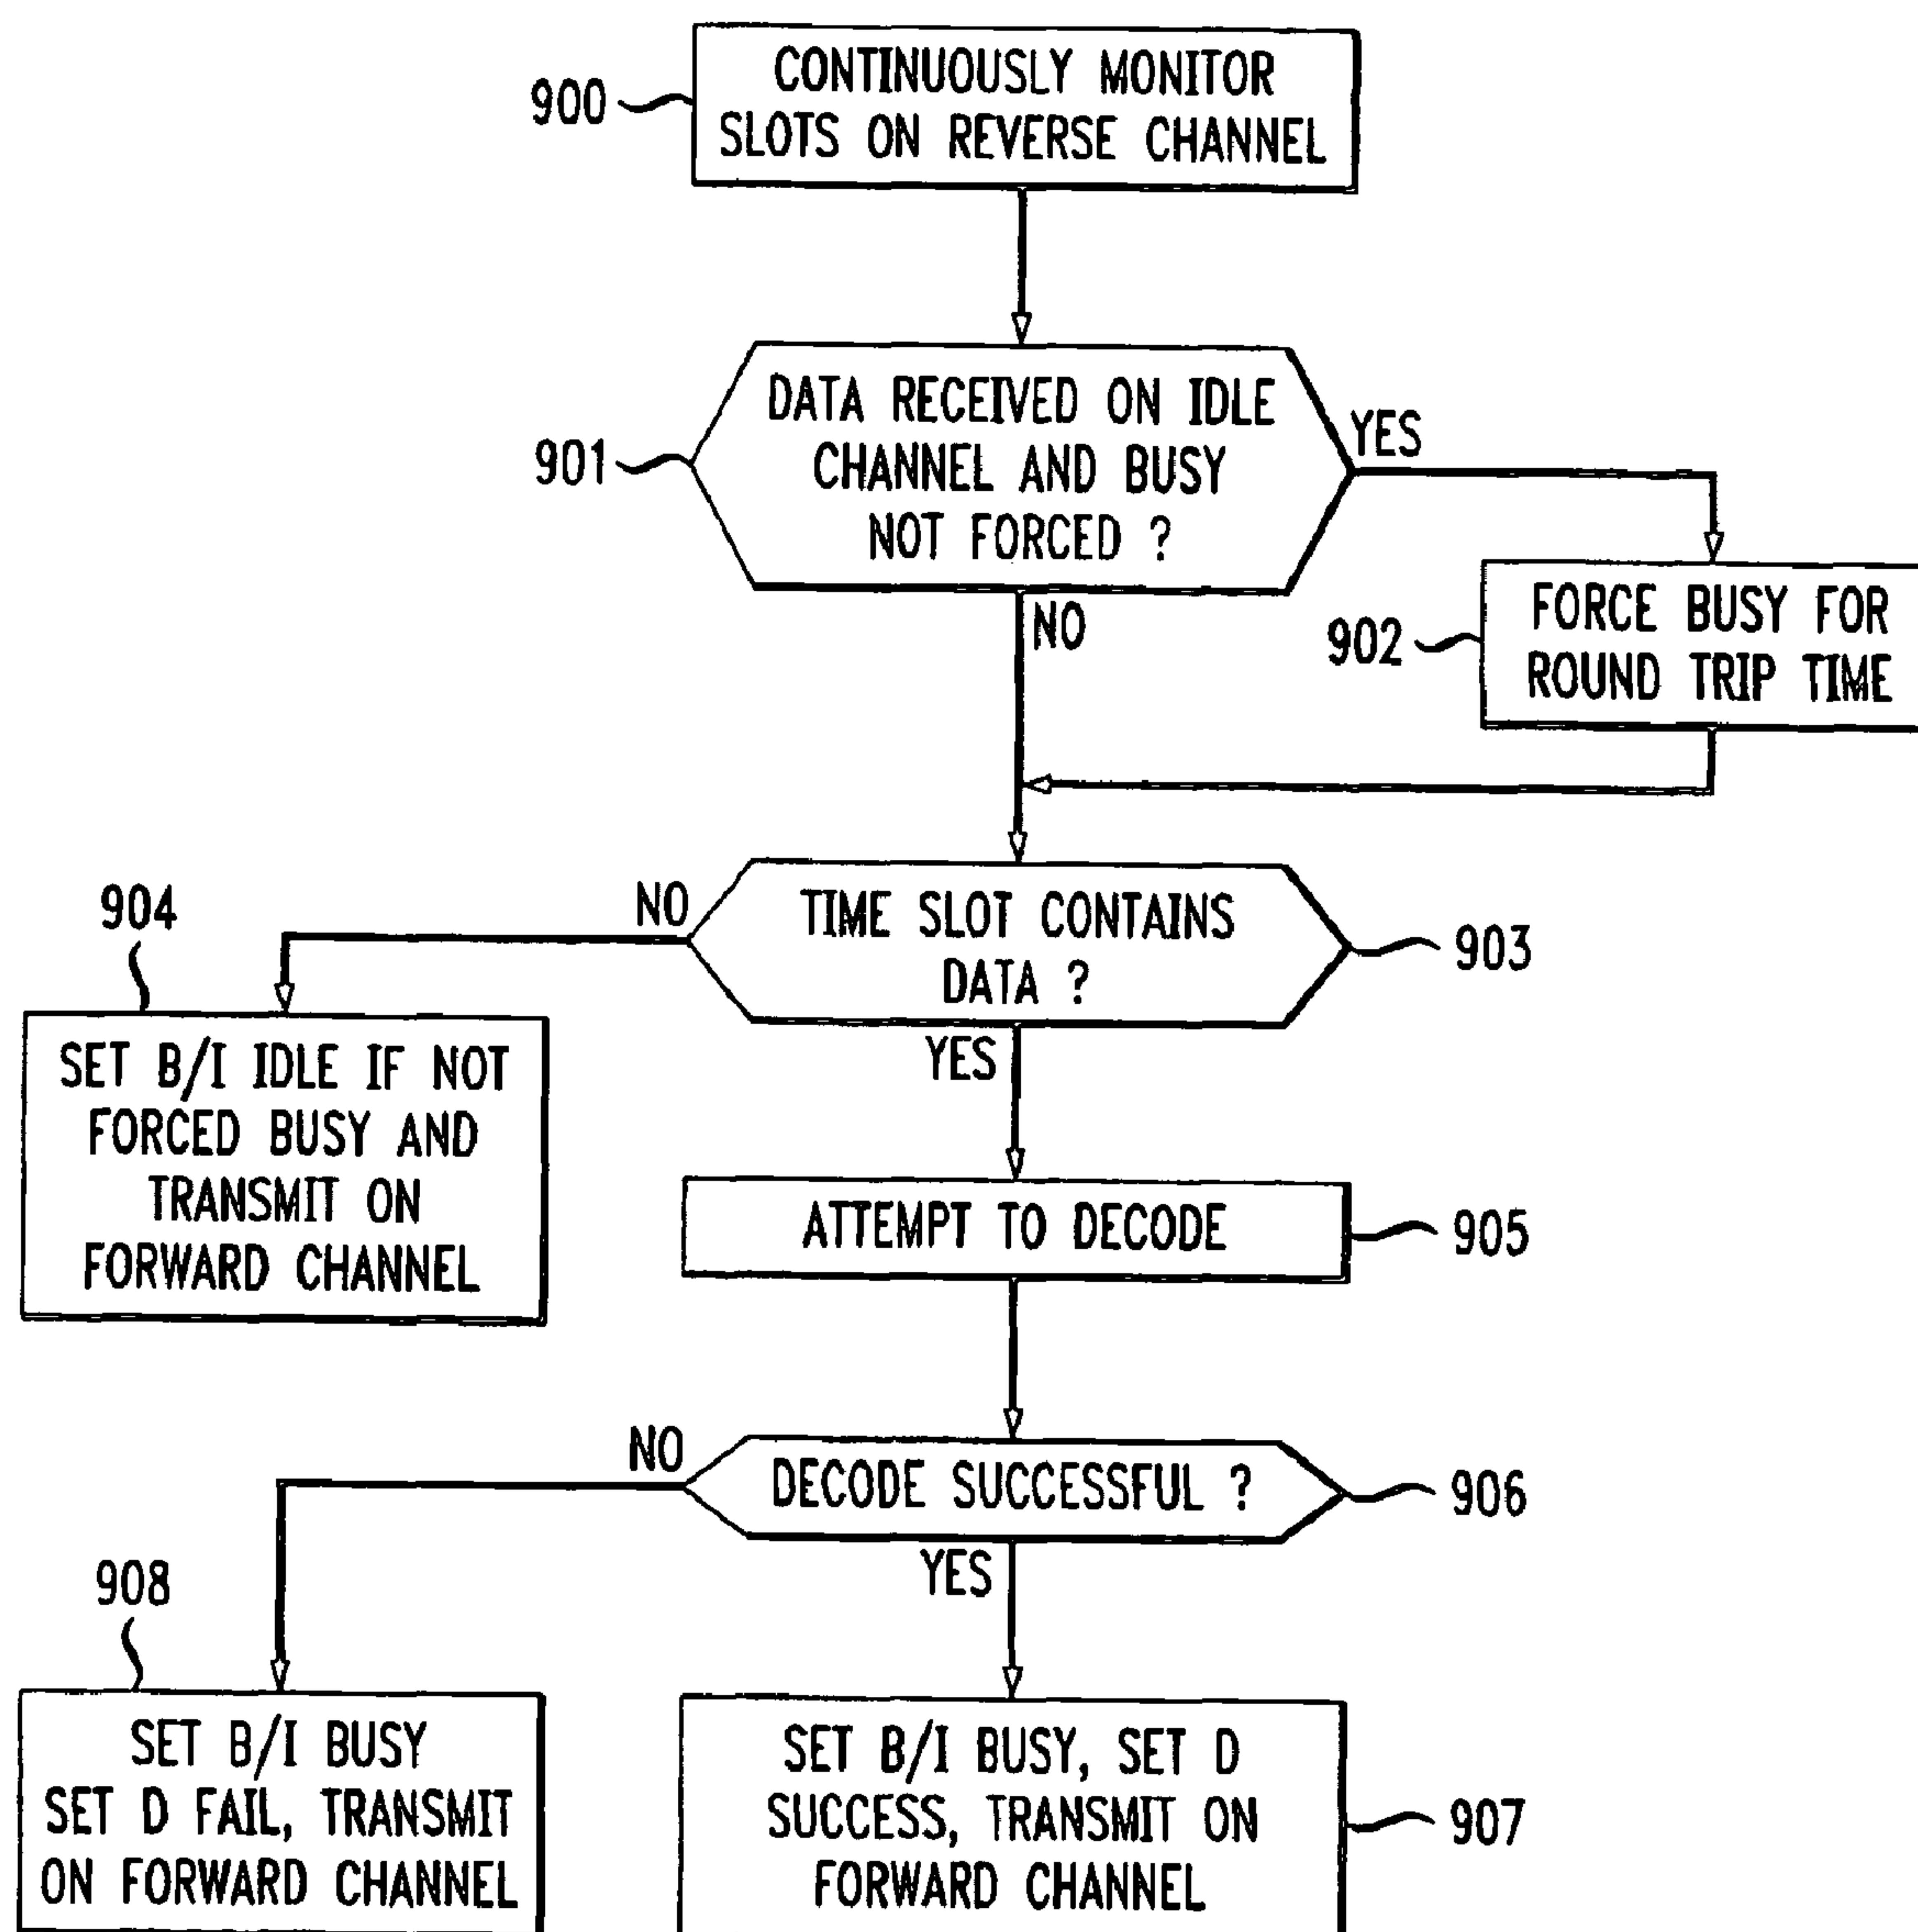 900
CONTINUOUSLY MONITOR
SLOTS ON REVERSE CHANNEL
901
DATA RECEIVED ON IDLE
CHANNEL AND BUSY
NOT FORCED ?
YES
NO
902
FORCE BUSY FOR
ROUND TRIP TIME
903
TIME SLOT CONTAINS
DATA ?
NO
YES
904
SET B/I IDLE IF NOT
FORCED BUSY AND
TRANSMIT ON
FORWARD CHANNEL
ATTEMPT TO DECODE
905
NO
DECODE SUCCESSFUL ?
906
YES
908
SET B/I BUSY
SET D FAIL, TRANSMIT
ON FORWARD CHANNEL
SET B/I BUSY, SET D
SUCCESS, TRANSMIT ON
FORWARD CHANNEL
907